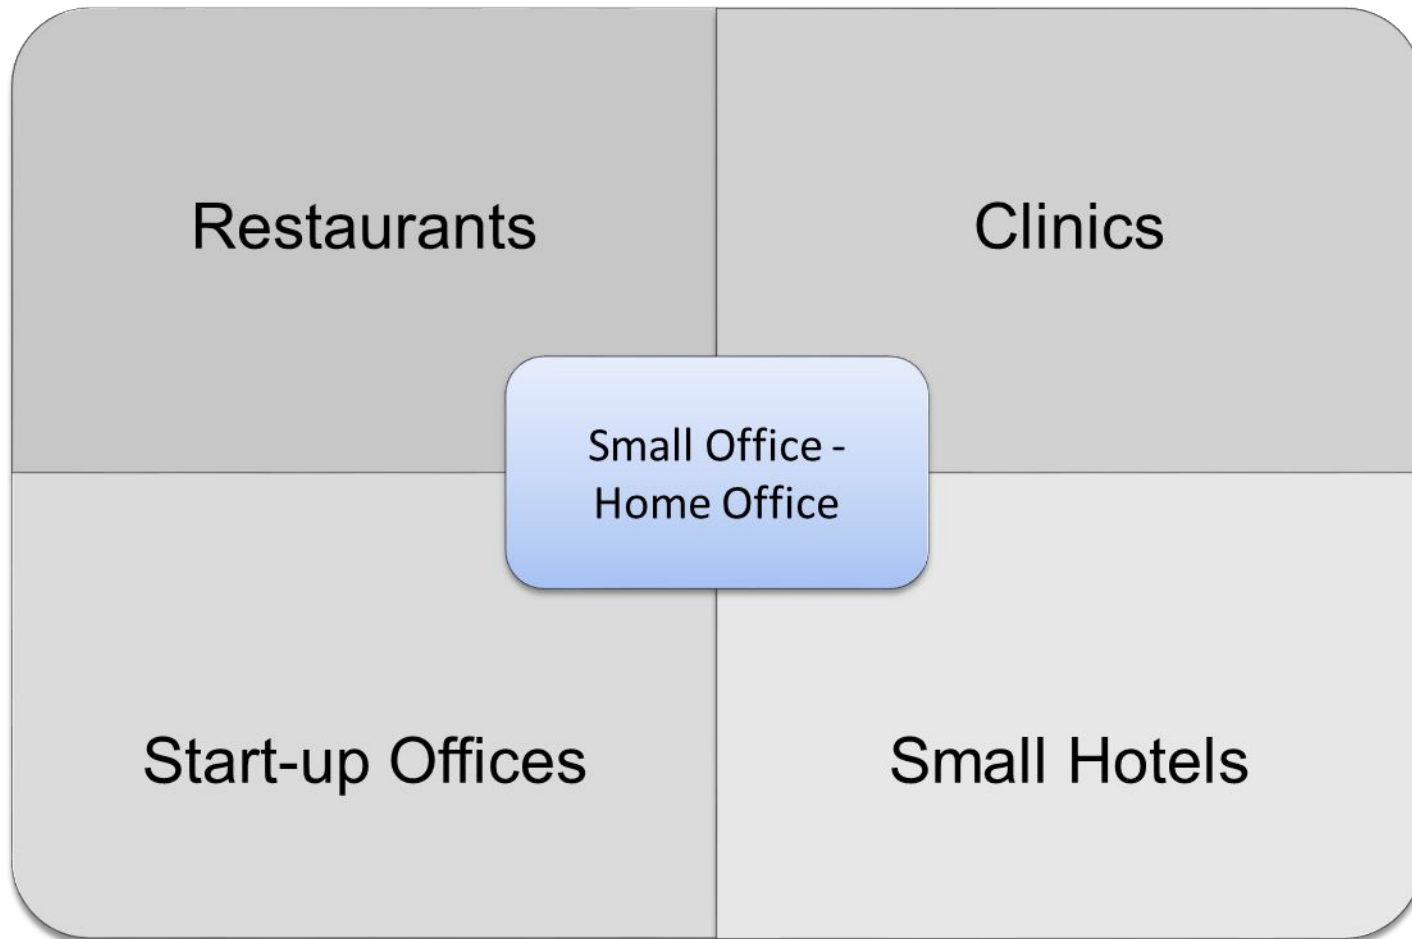 Restaurants
Clinics
Small Office -
Home Office
Start-up Offices
Small Hotels